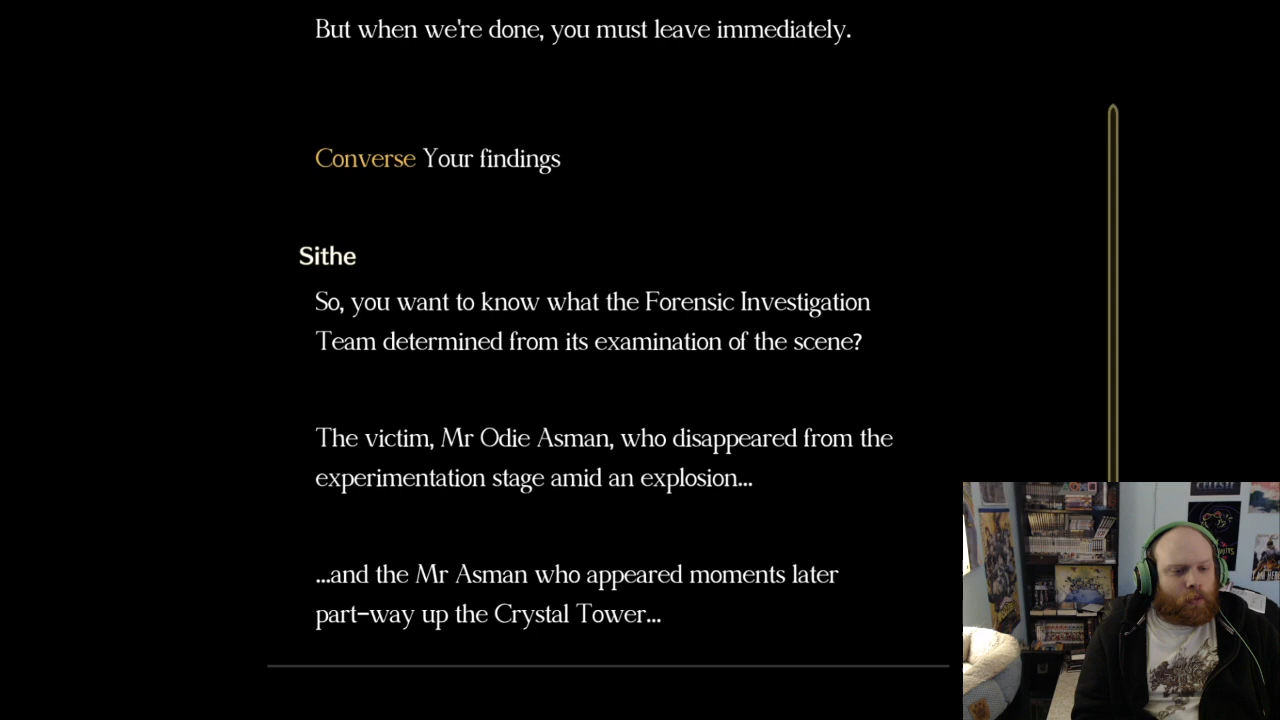 But when we're done, you must leave immediately.
Converse Your findings
Sithe
So, you want to know what the Forensic Investigation
Team determined from its examination of the scene?
The victim, Mr Odie Asman, who disappeared from the
experimentation stage amid an explosion...
...and the Mr Asman who appeared moments later
part-way up the Crystal Tower...
CELESTE